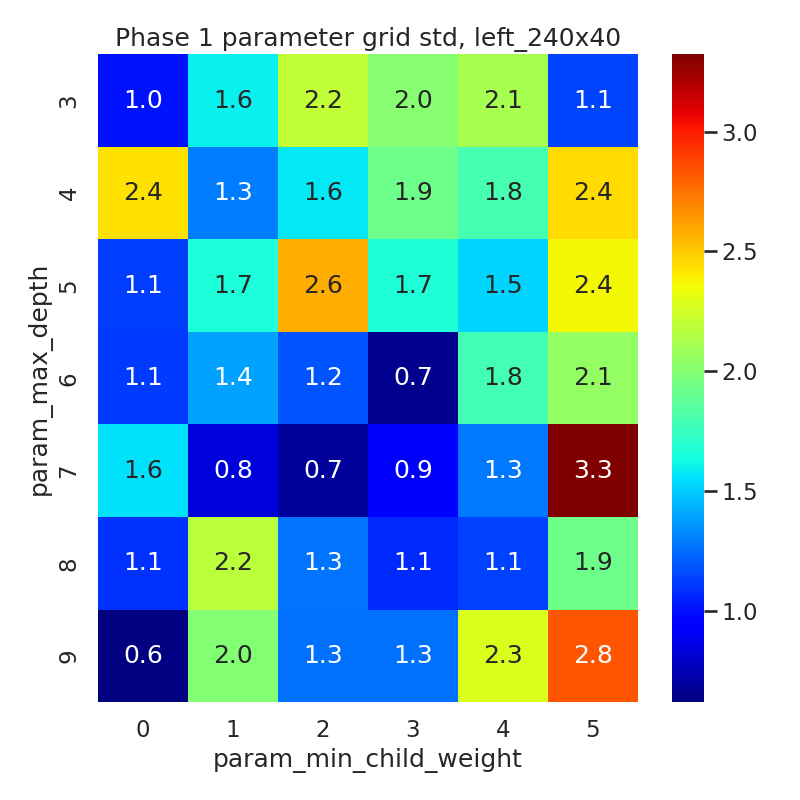 Phase 1 parameter grid std, left_240x40
3 1.0 1.6 2.2 2.0 2.1 1.1
4 2.4 1.3 1.6 1.9 1.8 2.4
5 1.1 1.7 2.6 1.7 1.5 2.4
6 1.1 1.4 1.2 0.7 1.8 2.1
7 1.6 0.8 0.7 0.9 1.3 3.3
8 1.1 2.2 1.3 1.1 1.1 1.9
9 0.6 2.0 1.3 1.3 2.3 2.8
0 1 2 3 4 5
param_min_child_weight
param_max_depth
3.0
2.5
2.0
1.5
1.0